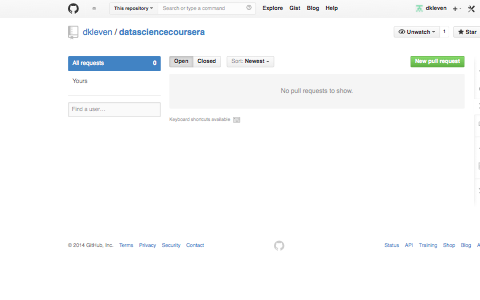 This repository Search or type a command Explore Gist Blog Help dkleven
dkleven / datasciencecoursera Unwatch 1 Star
All requests 0 Open Closed Sort: Newest New pull request
Yours
No pull requests to show.
Find a user…
Keyboard shortcuts available
© 2014 GitHub, Inc. Terms Privacy Security Contact Status API Training Shop Blog